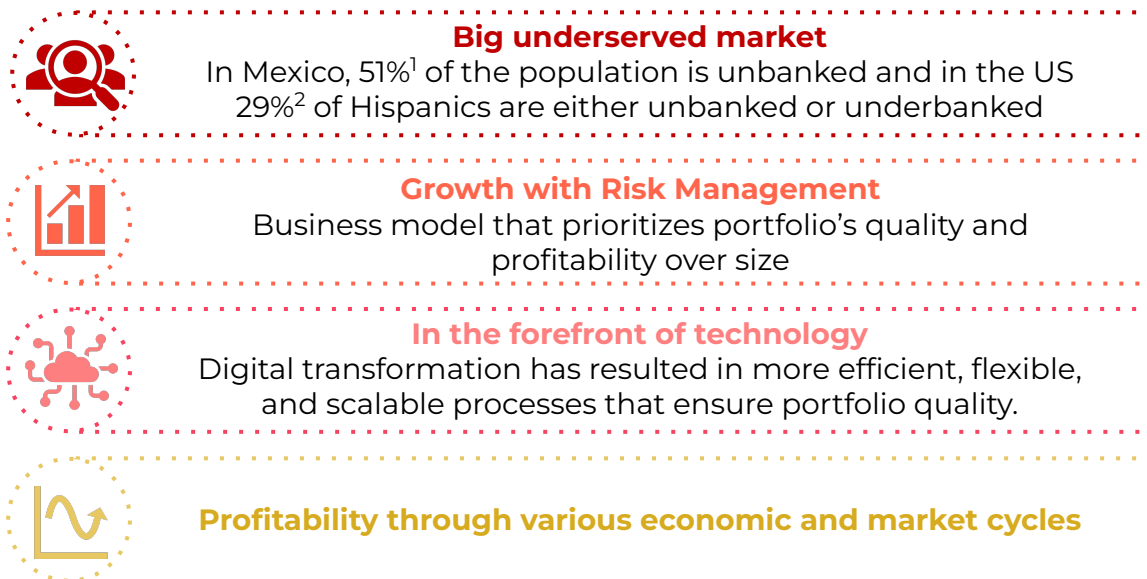 Big underserved market
In Mexico, 51%¹ of the population is unbanked and in the US
29%² of Hispanics are either unbanked or underbanked
Growth with Risk Management
Business model that prioritizes portfolio’s quality and
profitability over size
In the forefront of technology
Digital transformation has resulted in more efficient, flexible,
and scalable processes that ensure portfolio quality.
Profitability through various economic and market cycles